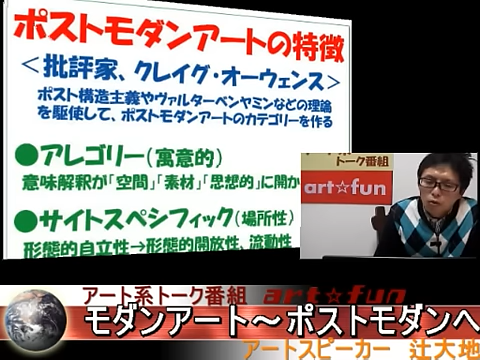 ポストモダンアートの特徴
＜批評家、クレイグ・オーウェンス＞
ポスト構造主義やヴァルターベンヤミンなどの理論
を駆使して、ポストモダンアートのカテゴリーを作る
●アレゴリー(寓意的)
意味解釈が「空間」「素材」「思想的」に開か
●サイトスペシフィック(場所性)
形態的自立性→形態的開放性、流動性
トーク番組
art☆fun
アート系トーク番組 art☆fun
モダンアート～ポストモダンへ
アートスピーカー 辻大地